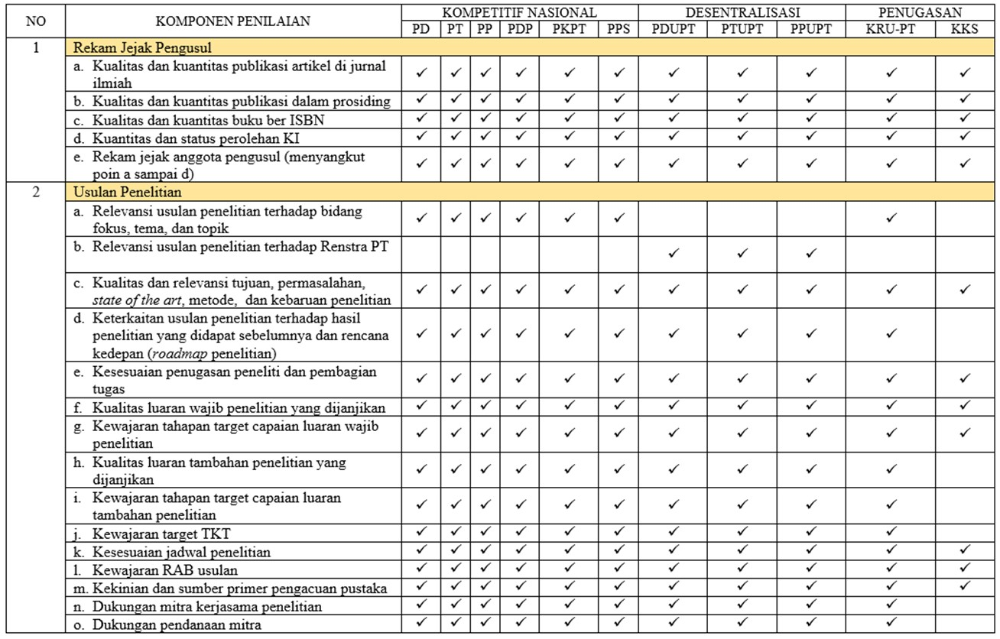 NO KOMPONEN PENILAIAN KOMPETITIF NASIONAL DESENTRALISASI PENUGASAN
PD PT PP PDP PKPT PPS PDUPT PTUPT PPUPT KRU-PT KKS
1 Rekam Jejak Pengusul
a. Kualitas dan kuantitas publikasi artikel di jurnal
ilmiah ✓ ✓ ✓ ✓ ✓ ✓ ✓ ✓ ✓ ✓ ✓
b. Kualitas dan kuantitas publikasi dalam prosiding ✓ ✓ ✓ ✓ ✓ ✓ ✓ ✓ ✓ ✓ ✓
c. Kualitas dan kuantitas buku ber ISBN ✓ ✓ ✓ ✓ ✓ ✓ ✓ ✓ ✓ ✓ ✓
d. Kuantitas dan status perolehan KI ✓ ✓ ✓ ✓ ✓ ✓ ✓ ✓ ✓ ✓ ✓
e. Rekam jejak anggota pengusul (menyangkut
poin a sampai d) ✓ ✓ ✓ ✓ ✓ ✓ ✓ ✓ ✓ ✓ ✓
2 Usulan Penelitian
a. Relevansi usulan penelitian terhadap bidang
fokus, tema, dan topik ✓ ✓ ✓ ✓ ✓ ✓ ✓
b. Relevansi usulan penelitian terhadap Renstra PT ✓ ✓ ✓
c. Kualitas dan relevansi tujuan, permasalahan,
state of the art, metode, dan kebaruan penelitian ✓ ✓ ✓ ✓ ✓ ✓ ✓ ✓ ✓ ✓ ✓
d. Keterkaitan usulan penelitian terhadap hasil
penelitian yang didapat sebelumnya dan rencana
kedepan (roadmap penelitian) ✓ ✓ ✓ ✓ ✓ ✓ ✓ ✓ ✓ ✓
e. Kesesuaian penugasan peneliti dan pembagian
tugas ✓ ✓ ✓ ✓ ✓ ✓ ✓ ✓ ✓ ✓ ✓
f. Kualitas luaran wajib penelitian yang dijanjikan ✓ ✓ ✓ ✓ ✓ ✓ ✓ ✓ ✓ ✓ ✓
g. Kewajaran tahapan target capaian luaran wajib
penelitian ✓ ✓ ✓ ✓ ✓ ✓ ✓ ✓ ✓ ✓ ✓
h. Kualitas luaran tambahan penelitian yang
dijanjikan ✓ ✓ ✓ ✓ ✓ ✓ ✓ ✓ ✓ ✓
i. Kewajaran tahapan target capaian luaran
tambahan penelitian ✓ ✓ ✓ ✓ ✓ ✓ ✓ ✓ ✓ ✓
j. Kewajaran target TKT ✓ ✓ ✓ ✓ ✓ ✓ ✓ ✓ ✓ ✓
k. Kesesuaian jadwal penelitian ✓ ✓ ✓ ✓ ✓ ✓ ✓ ✓ ✓ ✓ ✓
l. Kewajaran RAB usulan ✓ ✓ ✓ ✓ ✓ ✓ ✓ ✓ ✓ ✓ ✓
m. Kekinian dan sumber primer pengacuan pustaka ✓ ✓ ✓ ✓ ✓ ✓ ✓ ✓ ✓ ✓ ✓
n. Dukungan mitra kerjasama penelitian ✓ ✓ ✓ ✓ ✓ ✓ ✓ ✓ ✓ ✓
o. Dukungan pendanaan mitra ✓ ✓ ✓ ✓ ✓ ✓ ✓ ✓ ✓ ✓